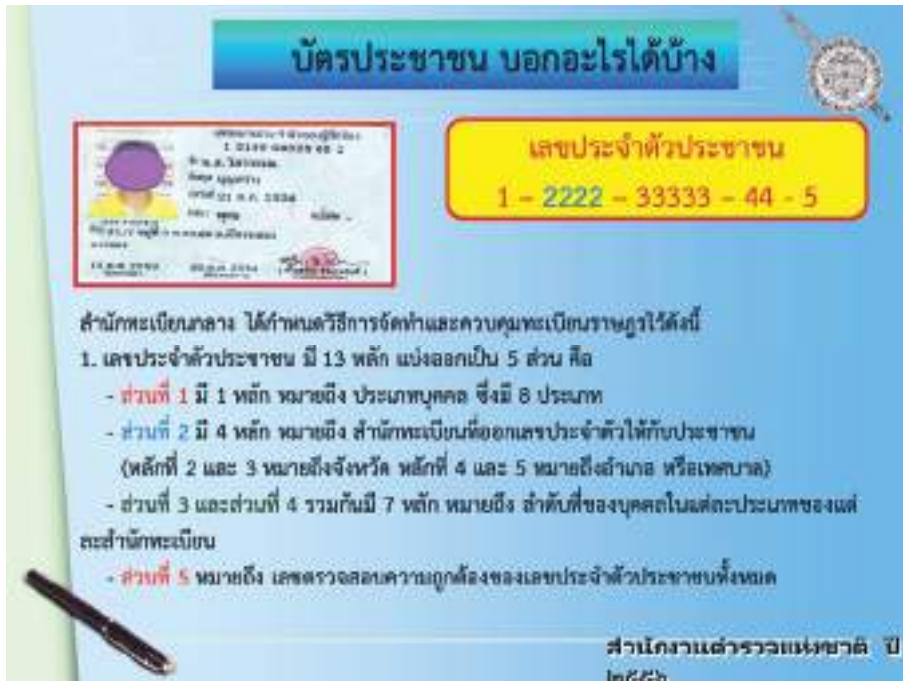 บัตรประชาชน บอกอะไรได้บ้าง
เลขประจำตัวประชาชน
1 – 2222 – 33333 – 44 - 5
สำนักทะเบียนกลาง ได้กำหนดวิธีการจัดทำและควบคุมทะเบียนราษฎรไว้ดังนี้
1. เลขประจำตัวประชาชน มี 13 หลัก แบ่งออกเป็น 5 ส่วน คือ
- ส่วนที่ 1 มี 1 หลัก หมายถึง ประเภทบุคคล ซึ่งมี 8 ประเภท
- ส่วนที่ 2 มี 4 หลัก หมายถึง สำนักทะเบียนที่ออกเลขประจำตัวให้กับประชาชน
(หลักที่ 2 และ 3 หมายถึงจังหวัด หลักที่ 4 และ 5 หมายถึงอำเภอ หรือเทศบาล)
- ส่วนที่ 3 และส่วนที่ 4 รวมกันมี 7 หลัก หมายถึง ลำดับที่ของบุคคลในแต่ละประเภทของแต่
ละสำนักทะเบียน
- ส่วนที่ 5 หมายถึง เลขตรวจสอบความถูกต้องของเลขประจำตัวประชาชนทั้งหมด
สำนักงานตำรวจแห่งชาติ ปี
๒๕๕๖